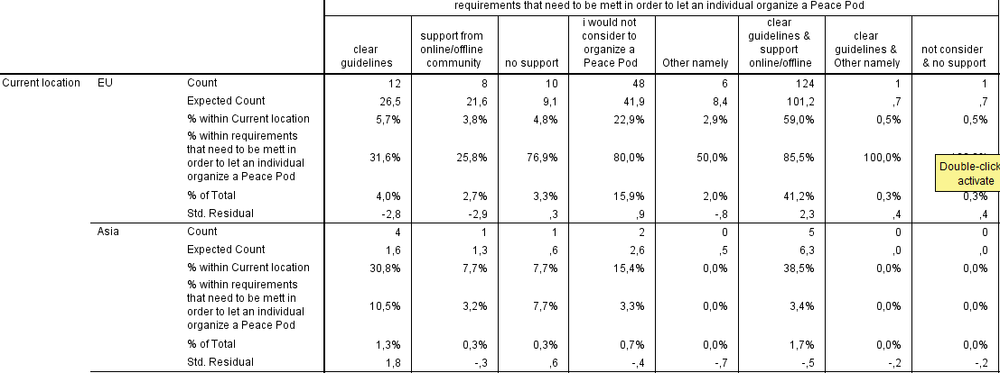 requirements that need to be mett in order to let an individual organize a Peace Pod
clear guidelines
support from online/offline community
no support
i would not consider to organize a Peace Pod
Other namely
clear guidelines & support online/offline
clear guidelines & Other namely
not consider & no support
Current location EU Count 12 8 10 48 6 124 1 1
Expected Count 26,5 21,6 9,1 41,9 8,4 101,2 ,7 ,7
% within Current location 5,7% 3,8% 4,8% 22,9% 2,9% 59,0% 0,5% 0,5%
% within requirements
that need to be mett in
order to let an individual
organize a Peace Pod
31,6% 25,8% 76,9% 80,0% 50,0% 85,5% 100,0%
Double-click
activate
% of Total 4,0% 2,7% 3,3% 15,9% 2,0% 41,2% 0,3% 0,3%
Std. Residual -2,8 -2,9 ,3 ,9 -,8 2,3 ,4 ,4
Asia Count 4 1 1 2 0 5 0 0
Expected Count 1,6 1,3 ,6 2,6 ,5 6,3 ,0 ,0
% within Current location 30,8% 7,7% 7,7% 15,4% 0,0% 38,5% 0,0% 0,0%
% within requirements
that need to be mett in
order to let an individual
organize a Peace Pod
10,5% 3,2% 7,7% 3,3% 0,0% 3,4% 0,0% 0,0%
% of Total 1,3% 0,3% 0,3% 0,7% 0,0% 1,7% 0,0% 0,0%
Std. Residual 1,8 -,3 ,6 -,4 -,7 -,5 -,2 -,2